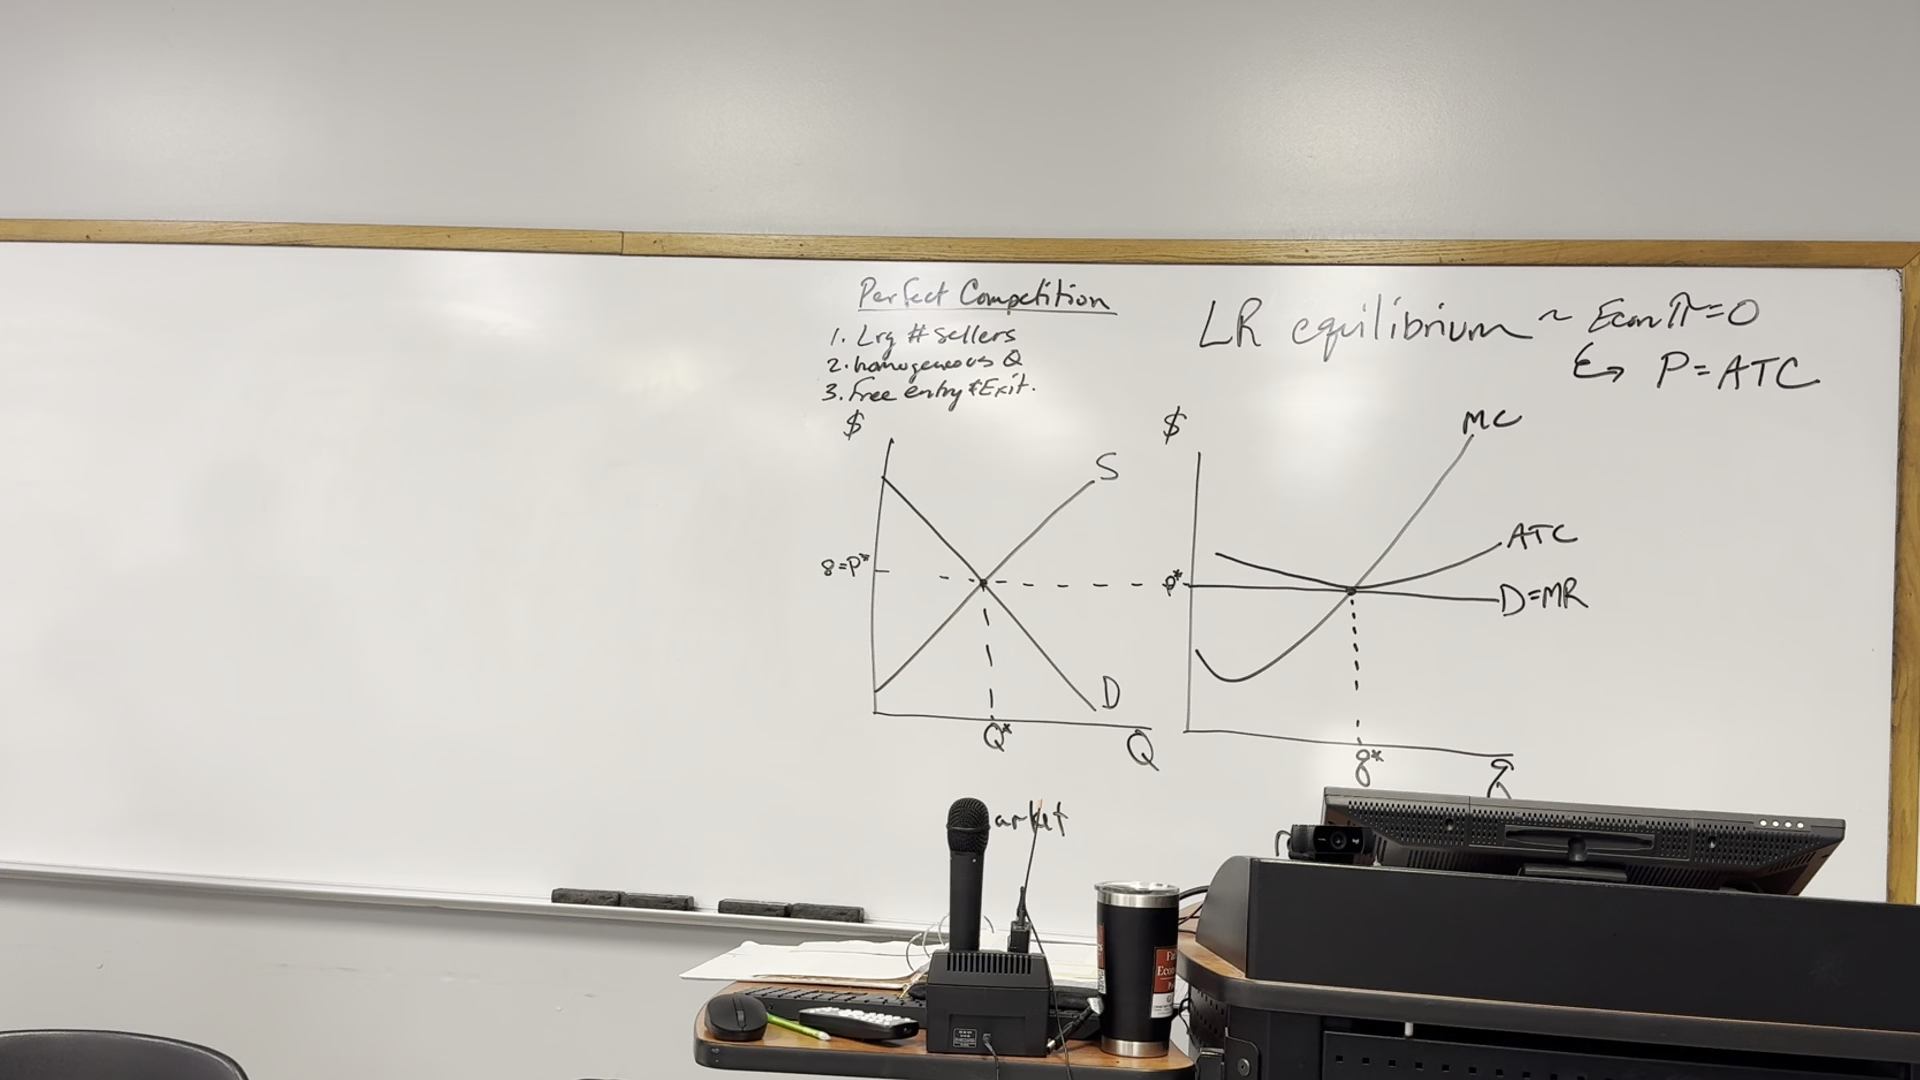 Perfect Competition
1. Lrg # Sellers
2. homogeneous Q
3. Free entry & Exit.
LR equilibrium ~ Econ π=0
↳ P=ATC
$
S
8=P*
D
Q*
Q
$
MC
ATC
P*
D=MR
q*
q
arket